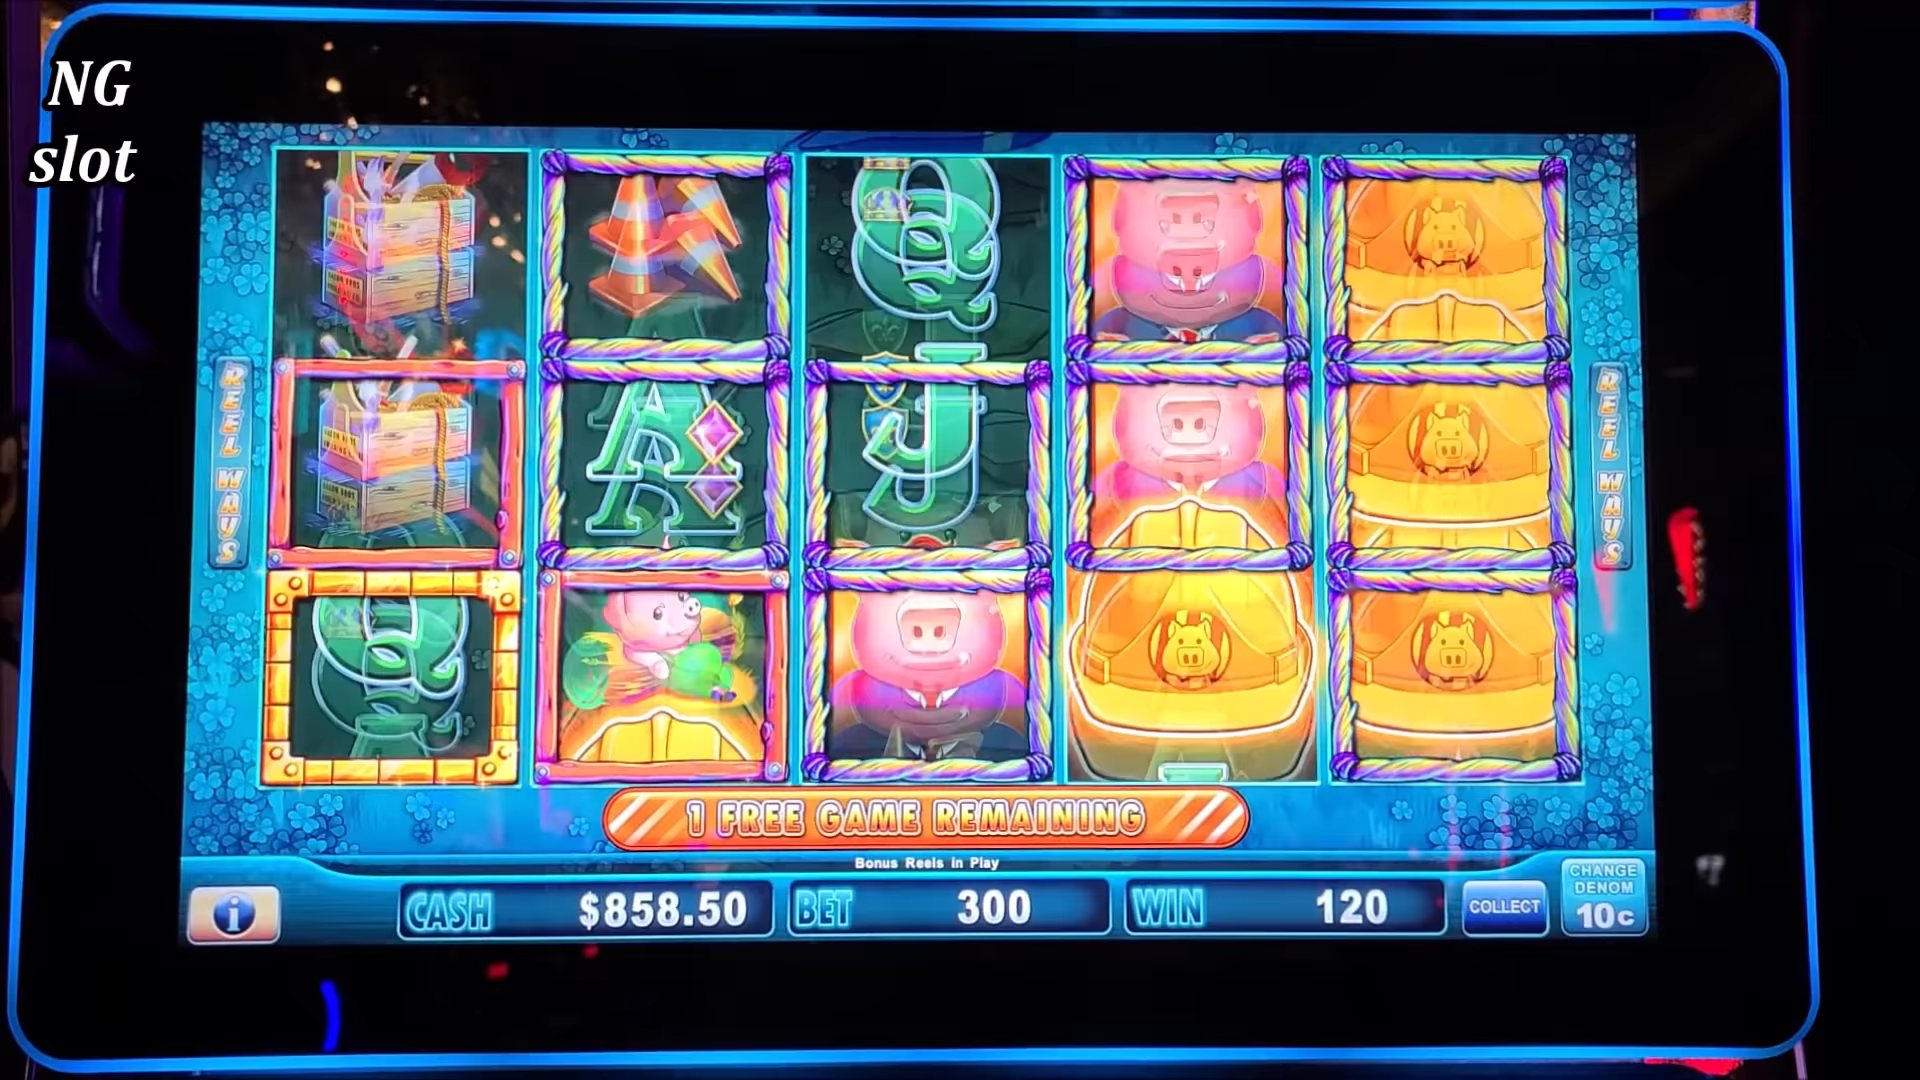 NG
slot
REEL WAYS
REEL WAYS
Q
A
J
Q
1 FREE GAME REMAINING
Bonus Reels in Play
CASH $858.50 BET 300 WIN 120 COLLECT
CHANGE
DENOM
10¢